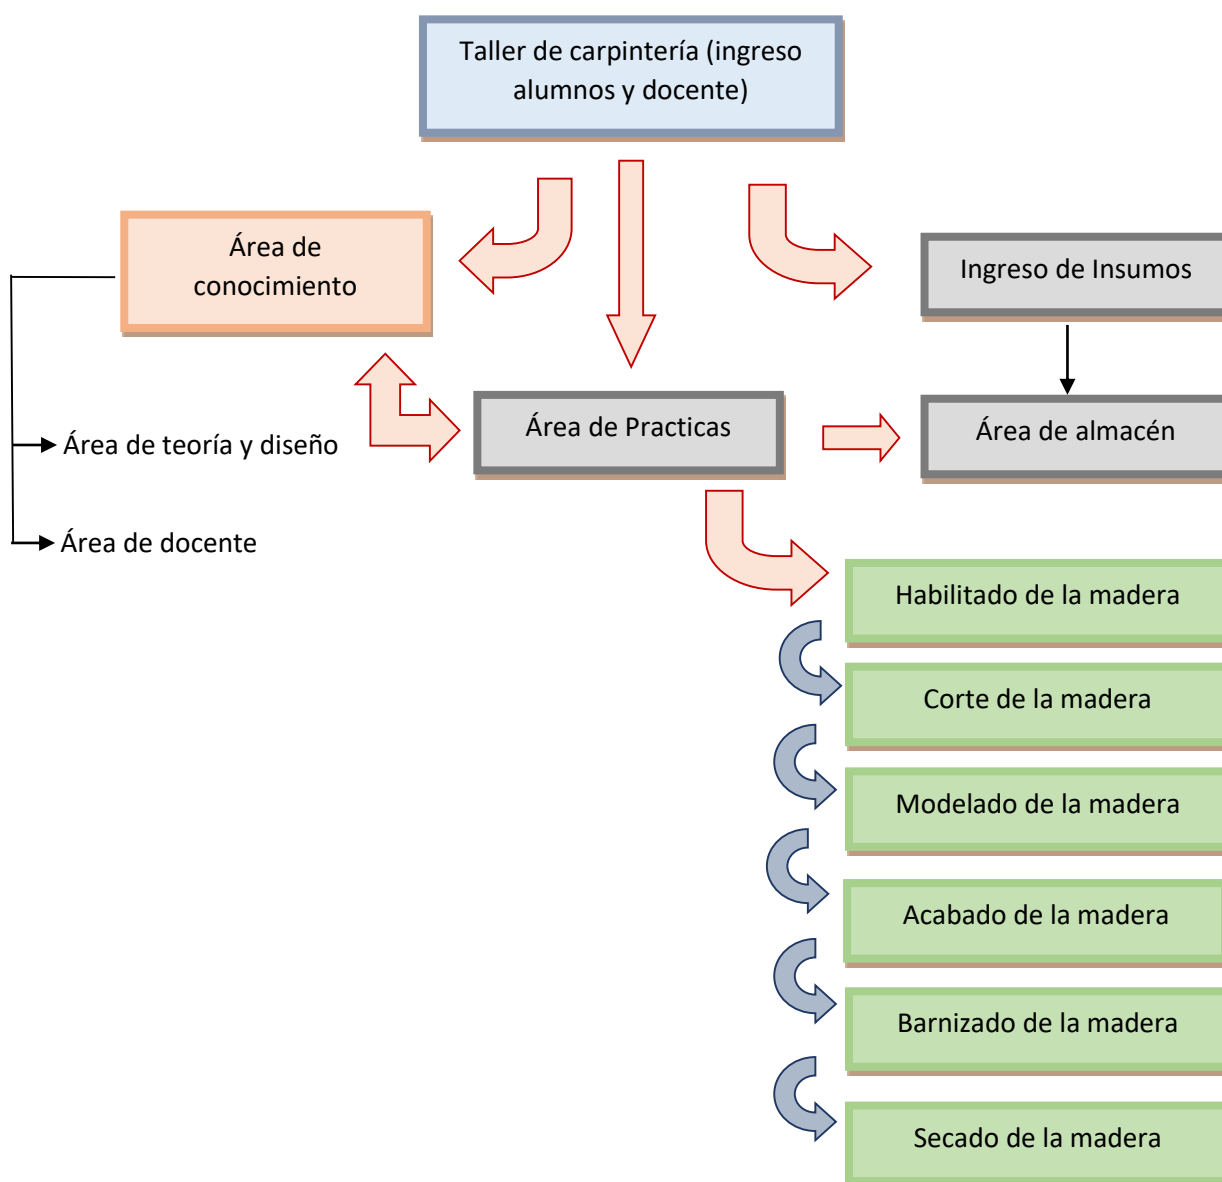 Taller de carpintería (ingreso
alumnos y docente)
Área de
conocimiento
Ingreso de Insumos
Área de Practicas
Área de almacén
Área de teoría y diseño
Área de docente
Habilitado de la madera
Corte de la madera
Modelado de la madera
Acabado de la madera
Barnizado de la madera
Secado de la madera